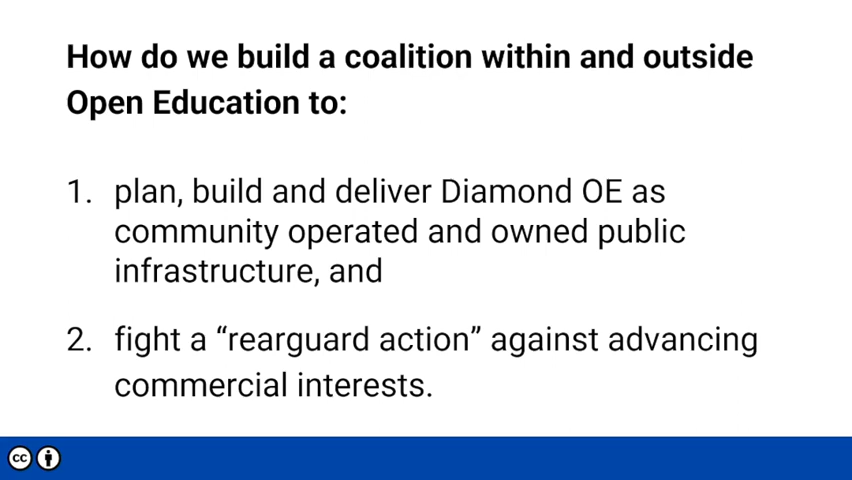 How do we build a coalition within and outside
Open Education to:
1. plan, build and deliver Diamond OE as
community operated and owned public
infrastructure, and
2. fight a “rearguard action” against advancing
commercial interests.
cc